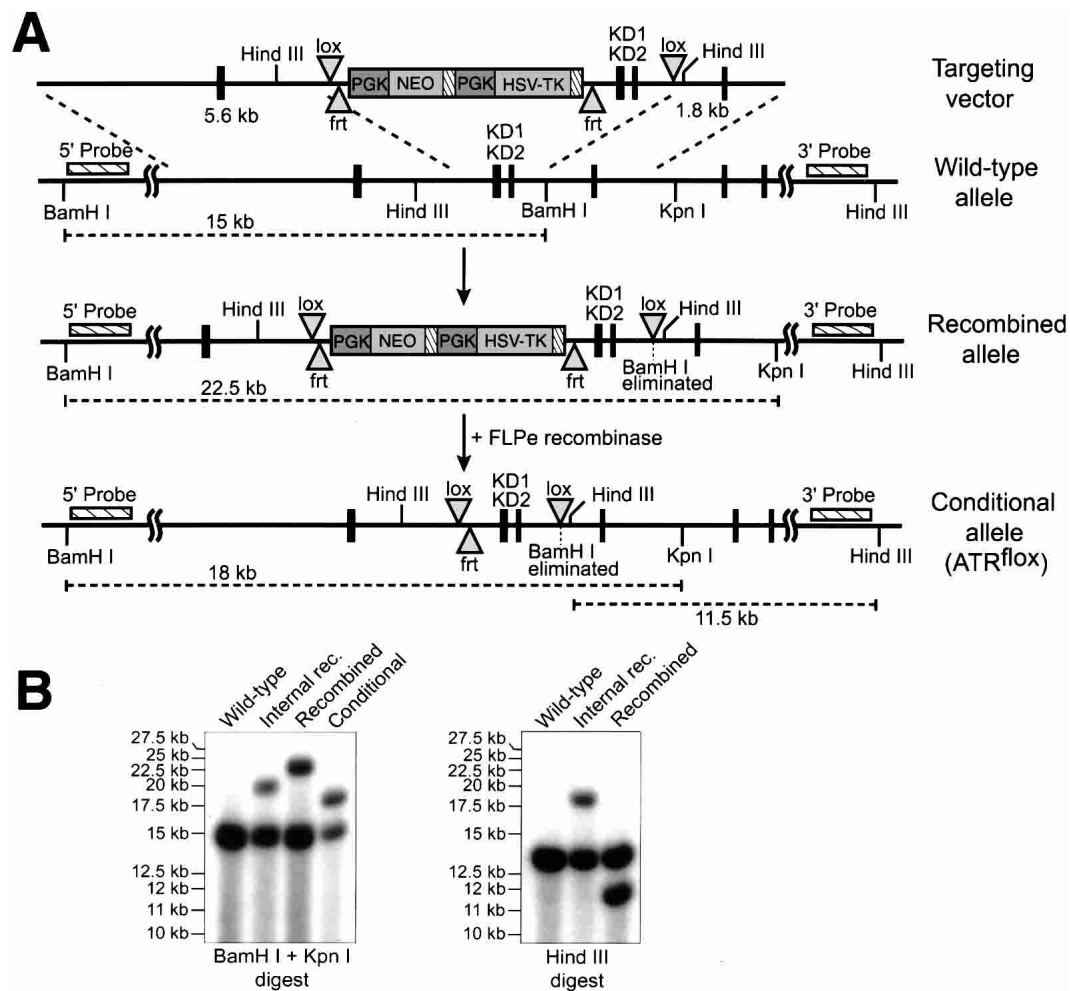 A
Hind III
lox
KD1
KD2
lox
Hind III
PGK NEO PGK HSV-TK
5.6 kb
frt
frt
1.8 kb
Targeting
vector
5' Probe
KD1
KD2
3' Probe
BamH I
Hind III
BamH I
Kpn I
Hind III
15 kb
Wild-type
allele
5' Probe
Hind III
lox
KD1
KD2
lox
Hind III
3' Probe
PGK NEO PGK HSV-TK
BamH I
frt
frt
BamH I
eliminated
Kpn I
Hind III
22.5 kb
Recombined
allele
+ FLPe recombinase
5' Probe
Hind III
lox
KD1
KD2
lox
Hind III
3' Probe
BamH I
frt
BamH I
eliminated
Kpn I
Hind III
18 kb
11.5 kb
Conditional
allele
(ATRflox)
B
Wild-type
Internal rec.
Recombined
Conditional
27.5 kb
25 kb
22.5 kb
20 kb
17.5 kb
15 kb
12.5 kb
12 kb
11 kb
10 kb
BamH I + Kpn I
digest
Wild-type
Internal rec.
Recombined
27.5 kb
25 kb
22.5 kb
20 kb
17.5 kb
15 kb
12.5 kb
12 kb
11 kb
10 kb
Hind III
digest